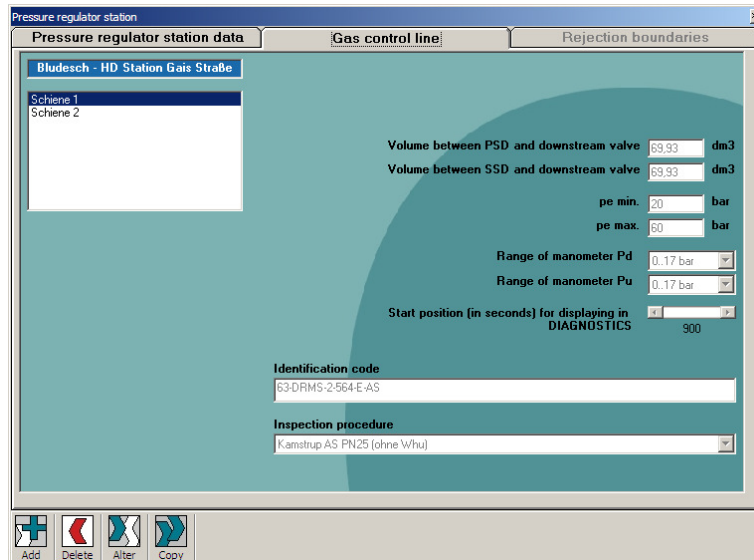 Pressure regulator station
Pressure regulator station data
Gas control line
Rejection boundaries
Bludesch - HD Station Gais Straße
Schiene 1
Schiene 2
Volume between PSD and downstream valve 69,93 dm3
Volume between SSD and downstream valve 69,93 dm3
pe min. 20 bar
pe max. 60 bar
Range of manometer Pd 0..17 bar
Range of manometer Pu 0..17 bar
Start position (in seconds) for displaying in
DIAGNOSTICS
900
Identification code
63-DRMS-2-564-E-AS
Inspection procedure
Kamstrup AS PN25 (ohne Whu)
Add Delete Alter Copy